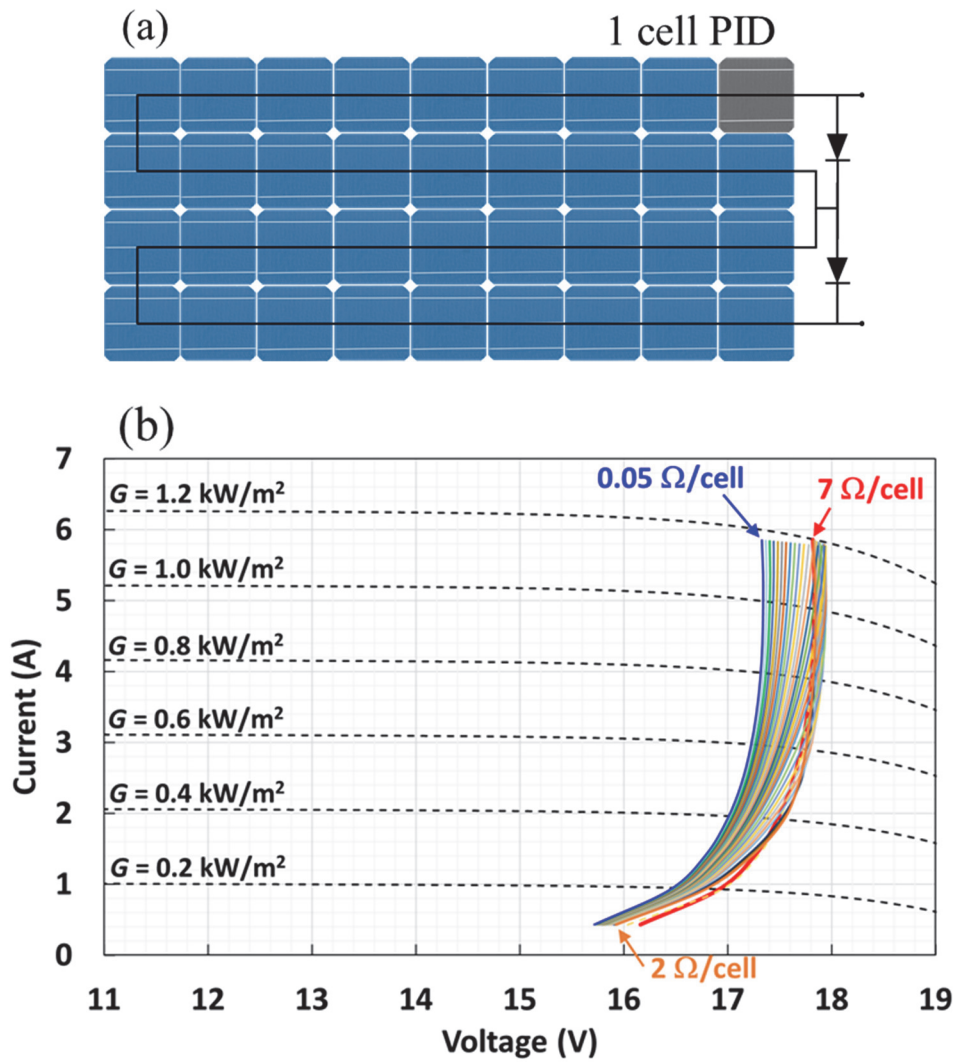 (a)
1 cell PID
(b)
7
6
5
4
3
2
1
0
Current (A)
G = 1.2 kW/m²
G = 1.0 kW/m²
G = 0.8 kW/m²
G = 0.6 kW/m²
G = 0.4 kW/m²
G = 0.2 kW/m²
0.05 Ω/cell
7 Ω/cell
2 Ω/cell
11 12 13 14 15 16 17 18 19
Voltage (V)